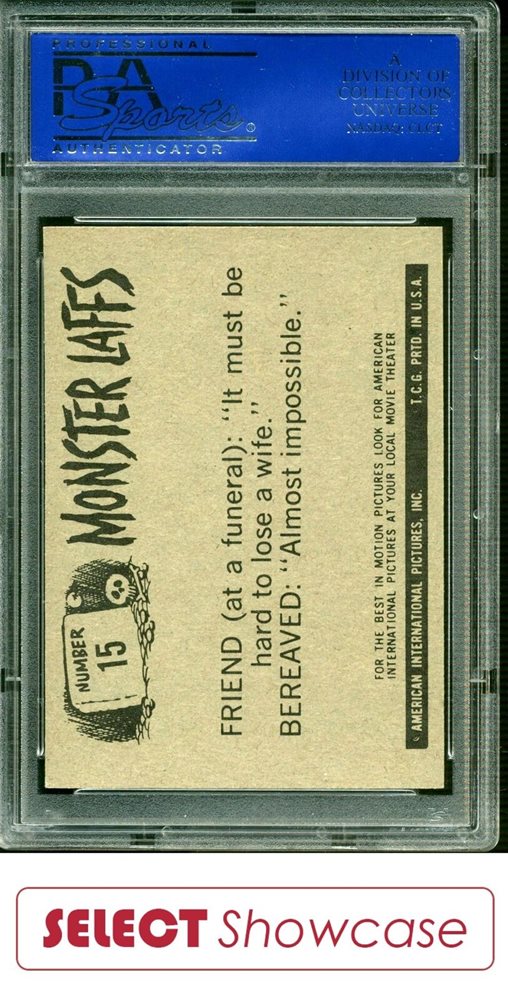 PROFESSIONAL
PSA
Sports®
AUTHENTICATOR
A
DIVISION OF
COLLECTORS
UNIVERSE
NASDAQ: CLCT
NUMBER
15
MONSTER LAFFS
FRIEND (at a funeral): "It must be
hard to lose a wife."
BEREAVED: "Almost impossible."
FOR THE BEST IN MOTION PICTURES LOOK FOR AMERICAN
INTERNATIONAL PICTURES AT YOUR LOCAL MOVIE THEATER
© AMERICAN INTERNATIONAL PICTURES, INC. T.C.G. PRTD. IN U.S.A.
SELECT Showcase